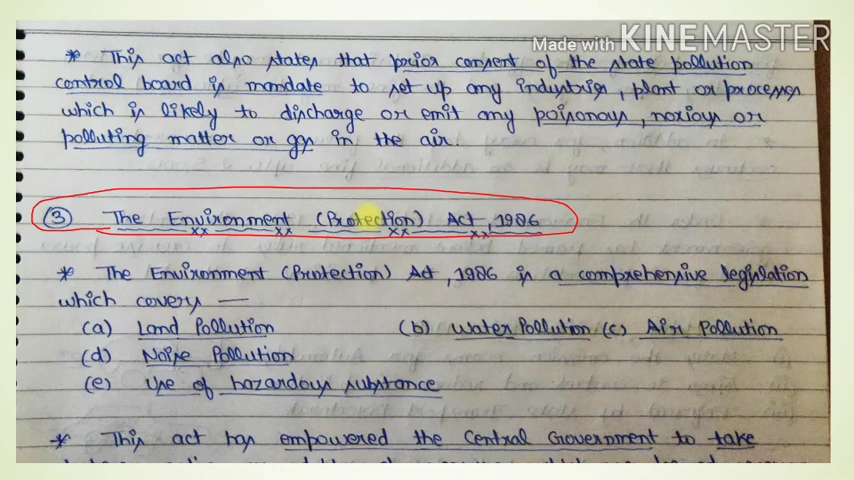 Made with KINEMASTER
* This act also states that prior consent of the state pollution
control board is mandate to set up any industries, plant or processes
which is likely to discharge or emit any poisonous, noxious or
polluting matter or gas in the air.
③ The Environment (Protection) Act, 1986
* The Environment (Protection) Act, 1986 is a comprehensive legislation
which covers —
(a) Land Pollution (b) Water Pollution (c) Air Pollution
(d) Noise Pollution
(e) use of hazardous substance
* This act has empowered the Central Government to take